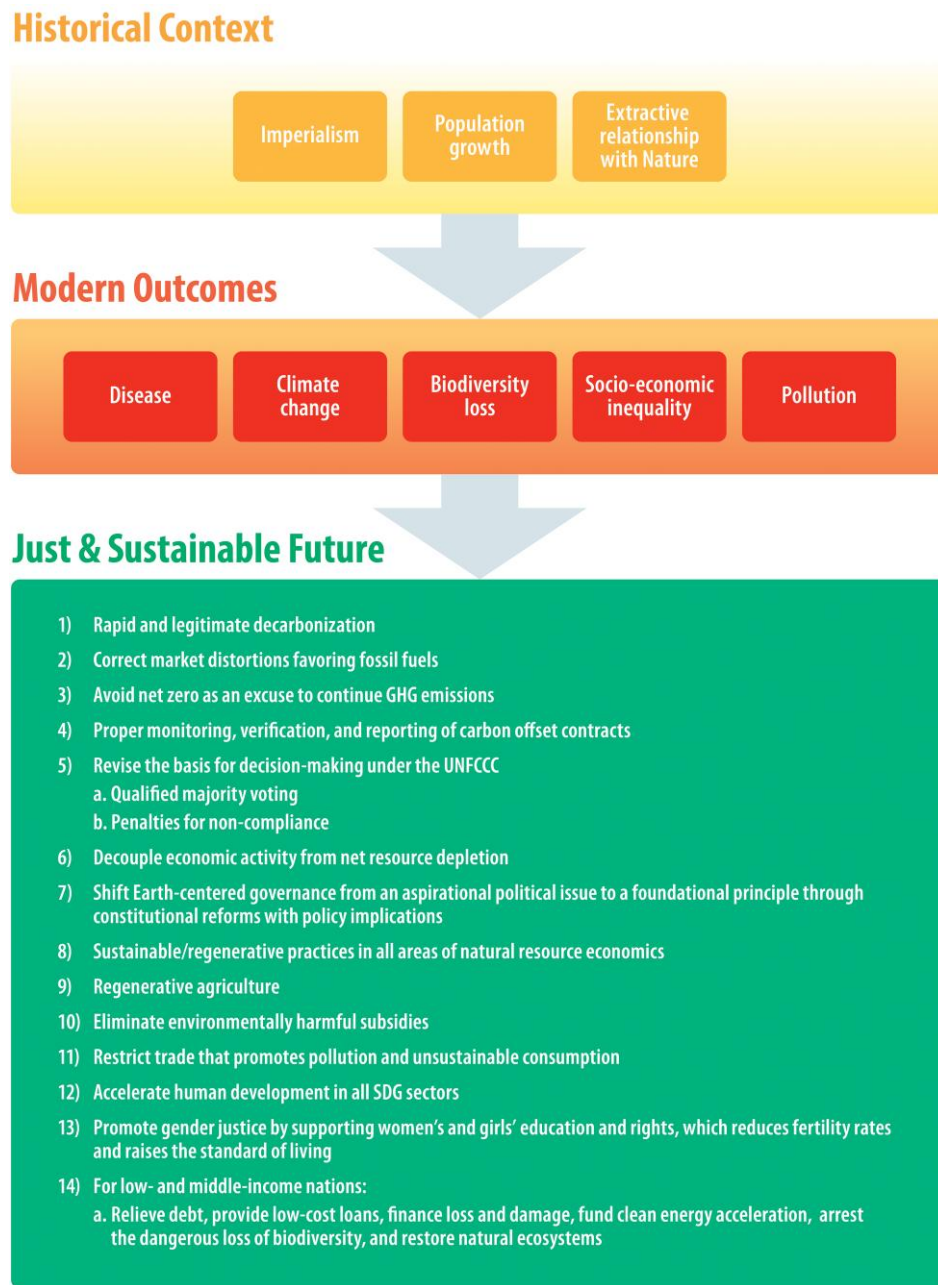 Historical Context
Imperialism
Population
growth
Extractive
relationship
with Nature
Modern Outcomes
Disease
Climate
change
Biodiversity
loss
Socio-economic
inequality
Pollution
Just & Sustainable Future
1) Rapid and legitimate decarbonization
2) Correct market distortions favoring fossil fuels
3) Avoid net zero as an excuse to continue GHG emissions
4) Proper monitoring, verification, and reporting of carbon offset contracts
5) Revise the basis for decision-making under the UNFCCC
a. Qualified majority voting
b. Penalties for non-compliance
6) Decouple economic activity from net resource depletion
7) Shift Earth-centered governance from an aspirational political issue to a foundational principle through
constitutional reforms with policy implications
8) Sustainable/regenerative practices in all areas of natural resource economics
9) Regenerative agriculture
10) Eliminate environmentally harmful subsidies
11) Restrict trade that promotes pollution and unsustainable consumption
12) Accelerate human development in all SDG sectors
13) Promote gender justice by supporting women's and girls' education and rights, which reduces fertility rates
and raises the standard of living
14) For low- and middle-income nations:
a. Relieve debt, provide low-cost loans, finance loss and damage, fund clean energy acceleration, arrest
the dangerous loss of biodiversity, and restore natural ecosystems